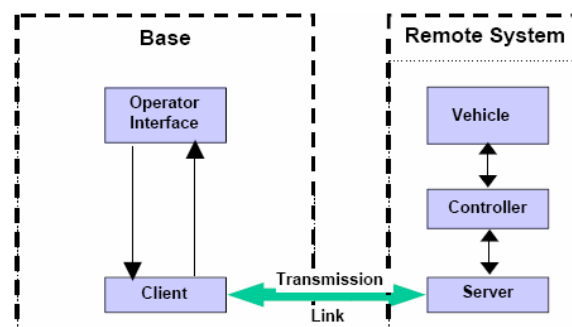 Base
Operator
Interface
Client
Transmission
Link
Remote System
Vehicle
Controller
Server